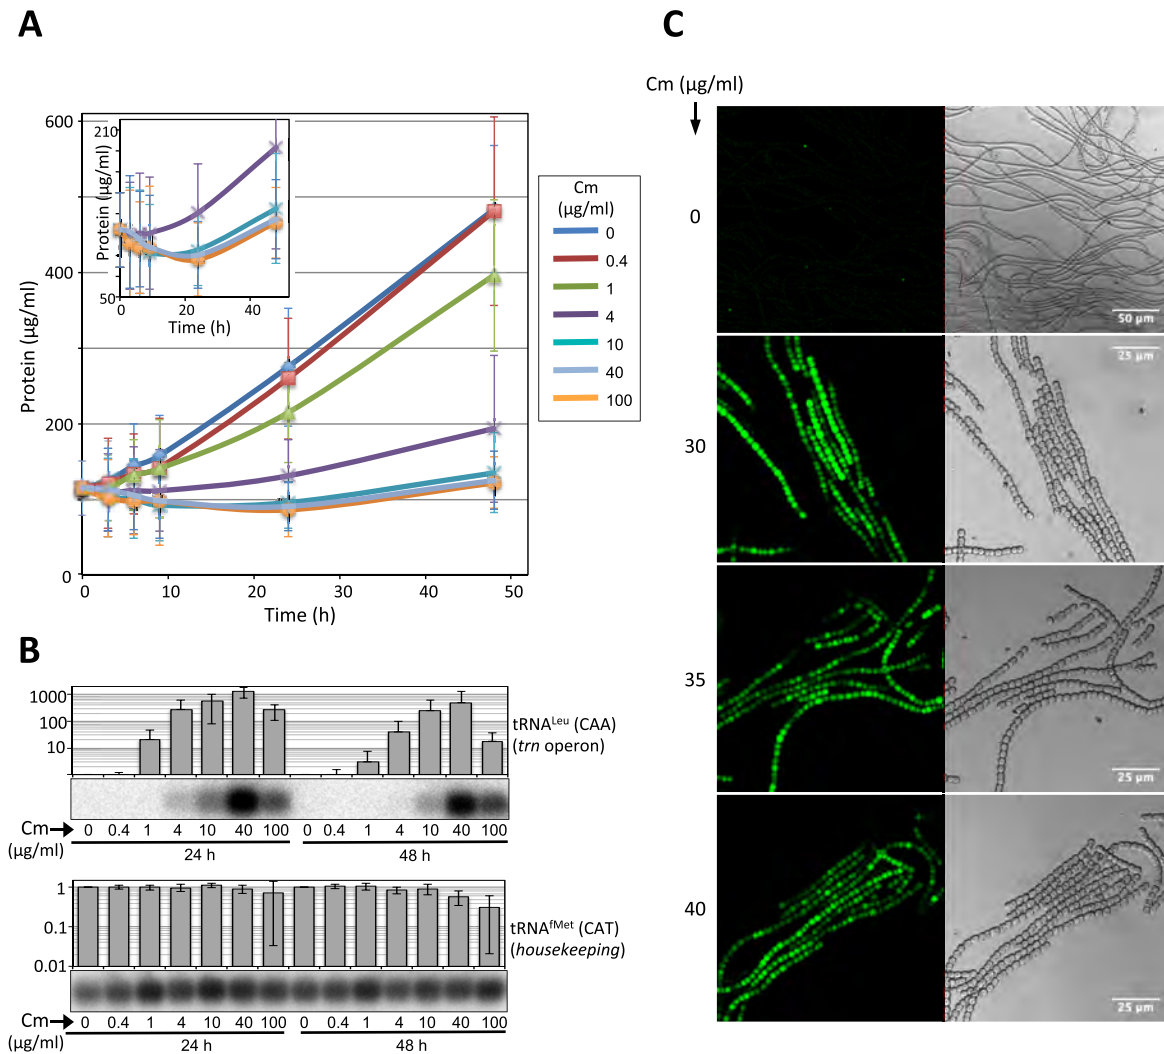 A
C
Cm (µg/ml)
600
400
200
0
Protein (µg/ml)
0
10
20
30
40
50
Time (h)
210
50
Protein (µg/ml)
0
20
40
Time (h)
Cm
(µg/ml)
0
0.4
1
4
10
40
100
0
50 µm
30
25 µm
35
25 µm
40
25 µm
B
1000
100
10
tRNALeu (CAA)
(trn operon)
Cm 0 0.4 1 4 10 40 100 0 0.4 1 4 10 40 100
(µg/ml)
24 h 48 h
1
0.1
0.01
tRNAfMet (CAT)
(housekeeping)
Cm 0 0.4 1 4 10 40 100 0 0.4 1 4 10 40 100
(µg/ml)
24 h 48 h